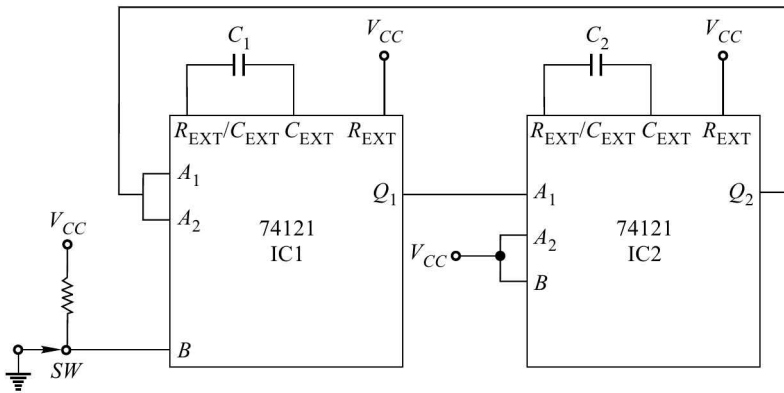 C1
VCC
C2
VCC
REXT/CEXT CEXT REXT
REXT/CEXT CEXT REXT
A1
Q1
A1
Q2
A2
74121
IC1
VCC
A2
74121
IC2
B
VCC
B
SW